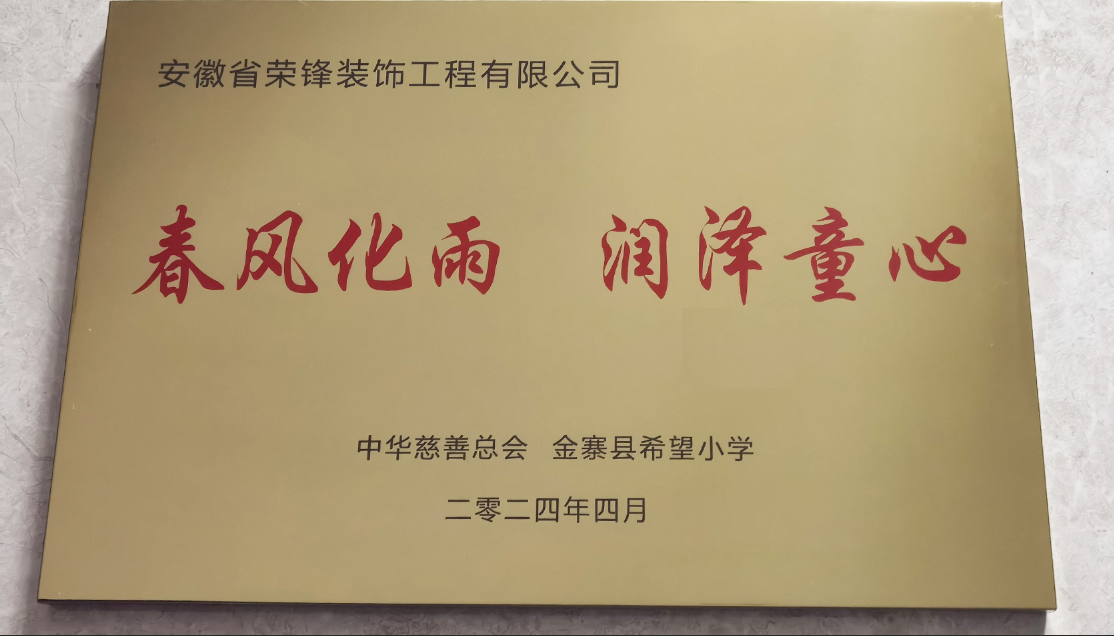 安徽省荣锋装饰工程有限公司
春风化雨 润泽童心
中华慈善总会 金寨县希望小学
二零二四年四月